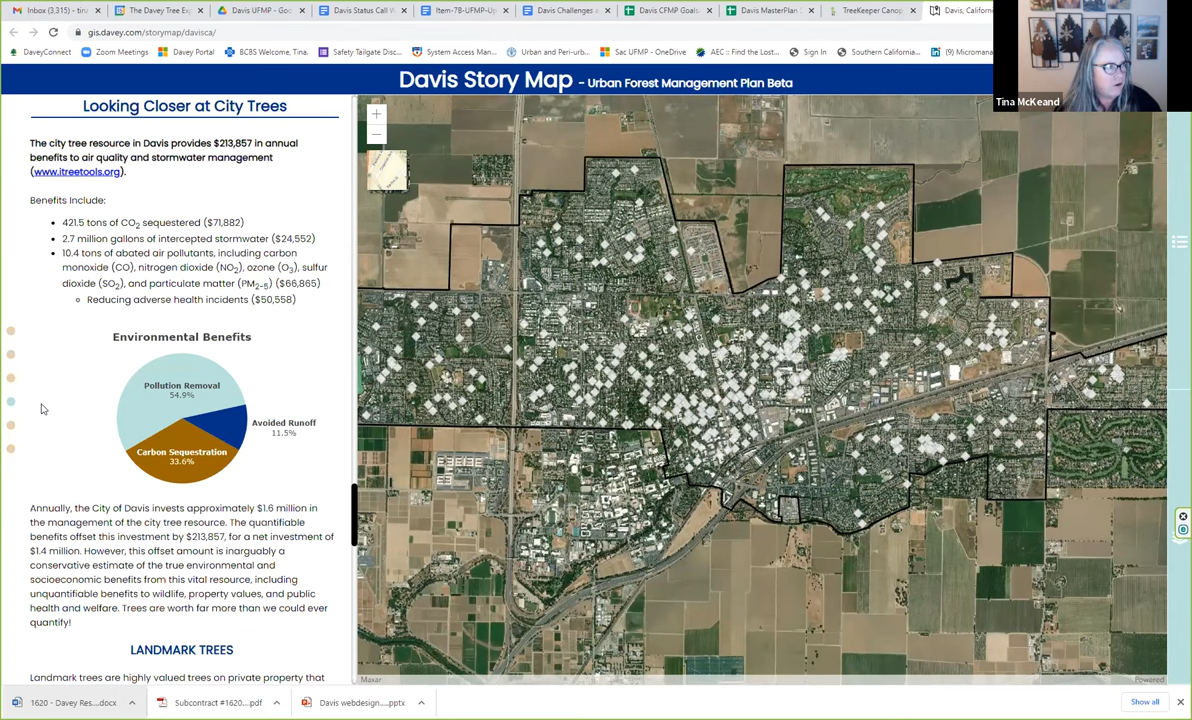 Inbox (3,315) - tina
The Davey Tree Ex
Davis UFMP - Goo
Davis Status Call W
Item-7B-UFMP-Up
Davis Challenges a
Davis CFMP Goals
Davis MasterPlan S
TreeKeeper Canop
Davis, Californi
gis.davey.com/storymap/davisca/
DaveyConnect
Zoom Meetings
Davey Portal
BCBS Welcome, Tina.
Safety Tailgate Disc...
System Access Man...
Urban and Peri-urb...
Sac UFMP - OneDrive
AEC :: Find the Lost...
Sign In
Southern California...
(9) Micromana
Tina McKeand
Davis Story Map - Urban Forest Management Plan Beta
Looking Closer at City Trees
The city tree resource in Davis provides $213,857 in annual
benefits to air quality and stormwater management
(www.itreetools.org).
Benefits Include:
• 421.5 tons of CO2 sequestered ($71,882)
• 2.7 million gallons of intercepted stormwater ($24,552)
• 10.4 tons of abated air pollutants, including carbon
monoxide (CO), nitrogen dioxide (NO2), ozone (O3), sulfur
dioxide (SO2), and particulate matter (PM2-5) ($66,865)
Reducing adverse health incidents ($50,558)
Environmental Benefits
Pollution Removal
54.9%
Avoided Runoff
11.5%
Carbon Sequestration
33.6%
Annually, the City of Davis invests approximately $1.6 million in
the management of the city tree resource. The quantifiable
benefits offset this investment by $213,857, for a net investment of
$1.4 million. However, this offset amount is inarguably a
conservative estimate of the true environmental and
socioeconomic benefits from this vital resource, including
unquantifiable benefits to wildlife, property values, and public
health and welfare. Trees are worth far more than we could ever
quantify!
LANDMARK TREES
Landmark trees are highly valued trees on private property that
Maxar
Powered
1620 - Davey Res....docx
Subcontract #1620....pdf
Davis webdesign.....pptx
Show all